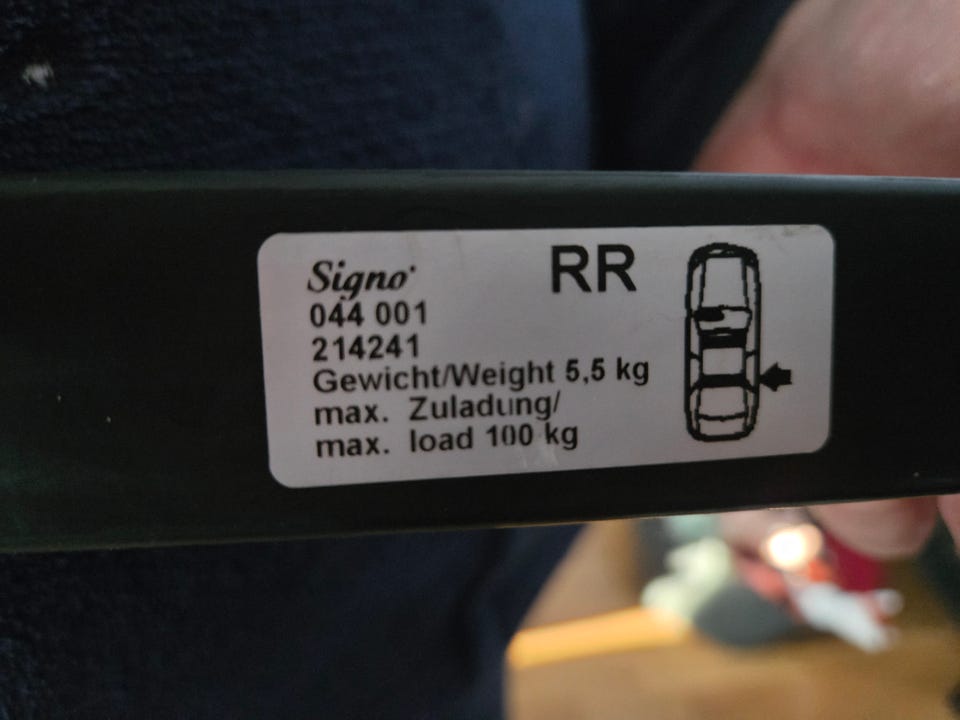 Signo
RR
044 001
214241
Gewicht/Weight 5,5 kg
max. Zuladung/
max. load 100 kg